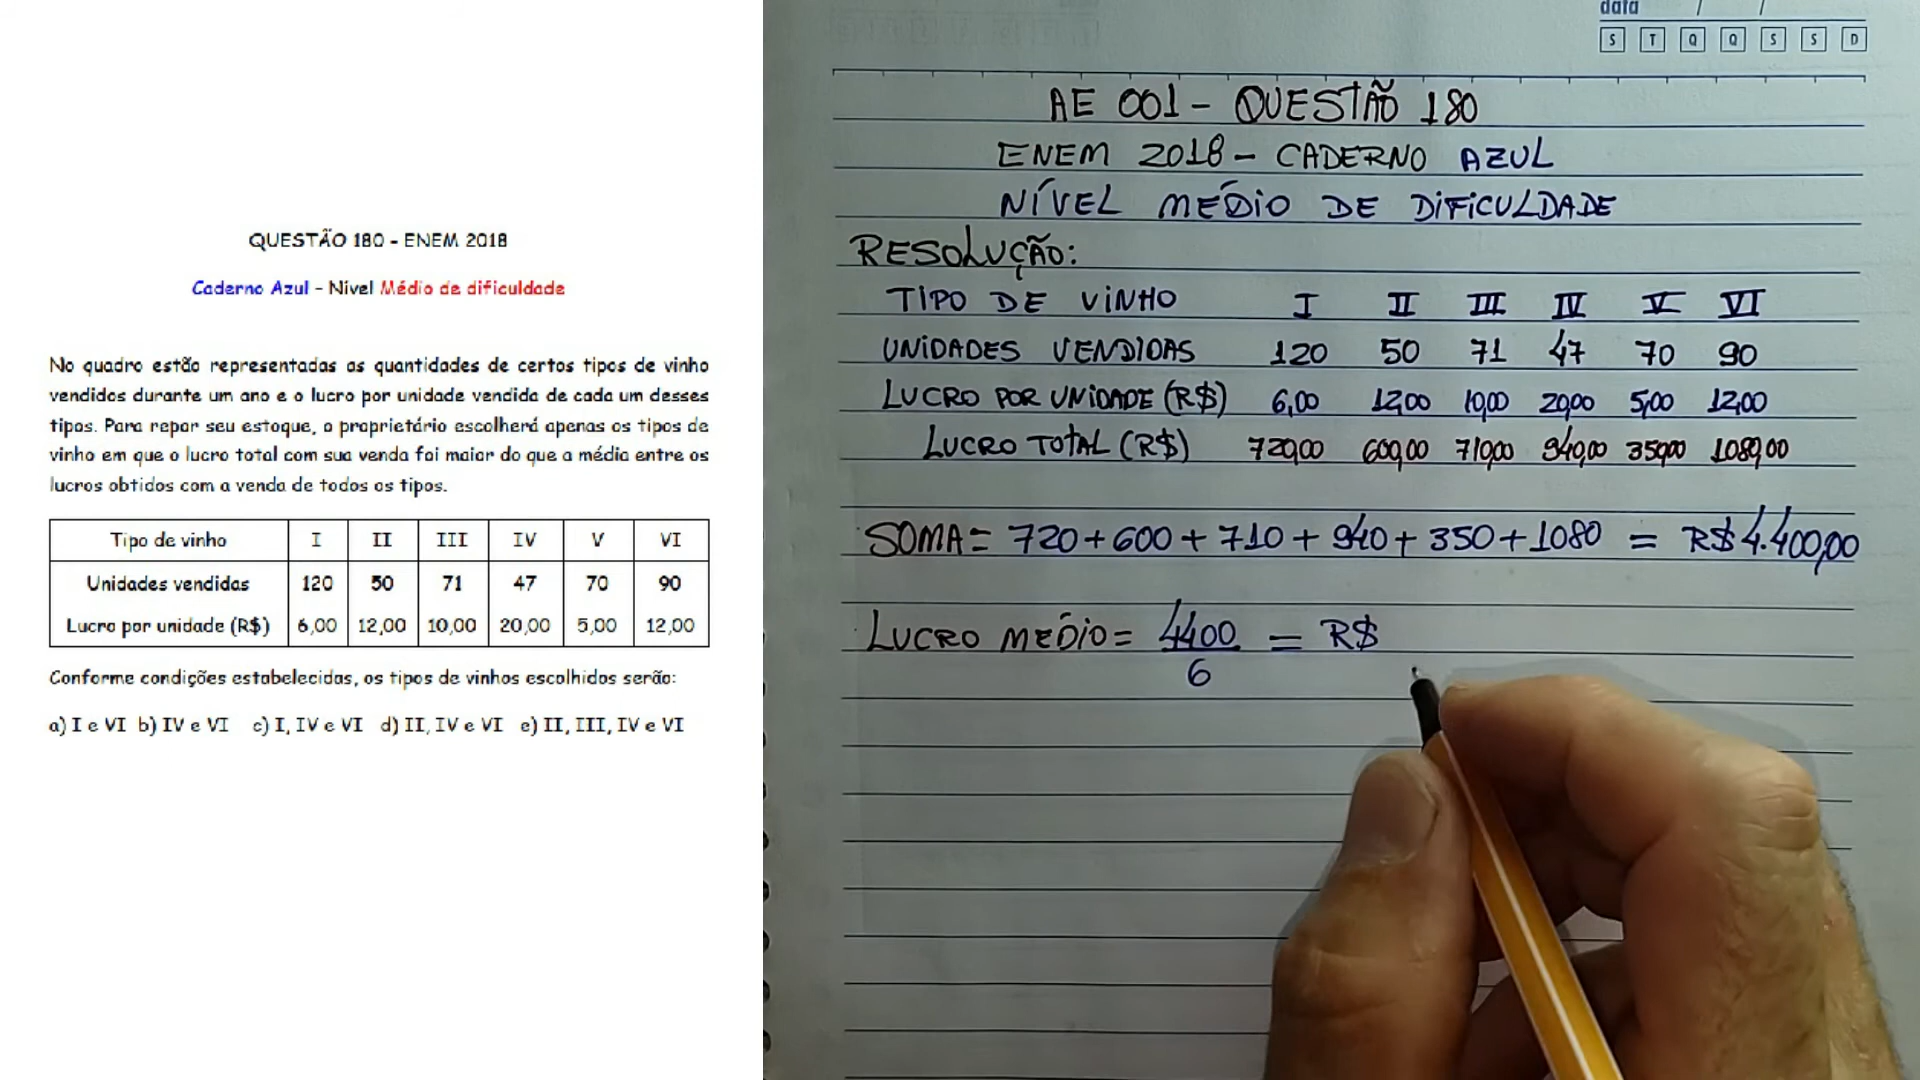 QUESTÃO 180 - ENEM 2018
Caderno Azul - Nível Médio de dificuldade
No quadro estão representadas as quantidades de certos tipos de vinho
vendidos durante um ano e o lucro por unidade vendida de cada um desses
tipos. Para repor seu estoque, o proprietário escolherá apenas os tipos de
vinho em que o lucro total com sua venda foi maior do que a média entre os
lucros obtidos com a venda de todos os tipos.
Tipo de vinho I II III IV V VI
Unidades vendidas 120 50 71 47 70 90
Lucro por unidade (R$) 6,00 12,00 10,00 20,00 5,00 12,00
Conforme condições estabelecidas, os tipos de vinhos escolhidos serão:
a) I e VI b) IV e VI c) I, IV e VI d) II, IV e VI e) II, III, IV e VI
data / /
S T Q Q S S D
AE 001 - QUESTÃO 180
ENEM 2018 - CADERNO AZUL
NÍVEL MÉDIO DE DIFICULDADE
RESOLUÇÃO:
TIPO DE VINHO I II III IV V VI
UNIDADES VENDIDAS 120 50 71 47 70 90
LUCRO POR UNIDADE (R$) 6,00 12,00 10,00 20,00 5,00 12,00
LUCRO TOTAL (R$) 720,00 600,00 710,00 940,00 350,00 1080,00
SOMA = 720 + 600 + 710 + 940 + 350 + 1080 = R$ 4.400,00
LUCRO MÉDIO = 4400 = R$
6